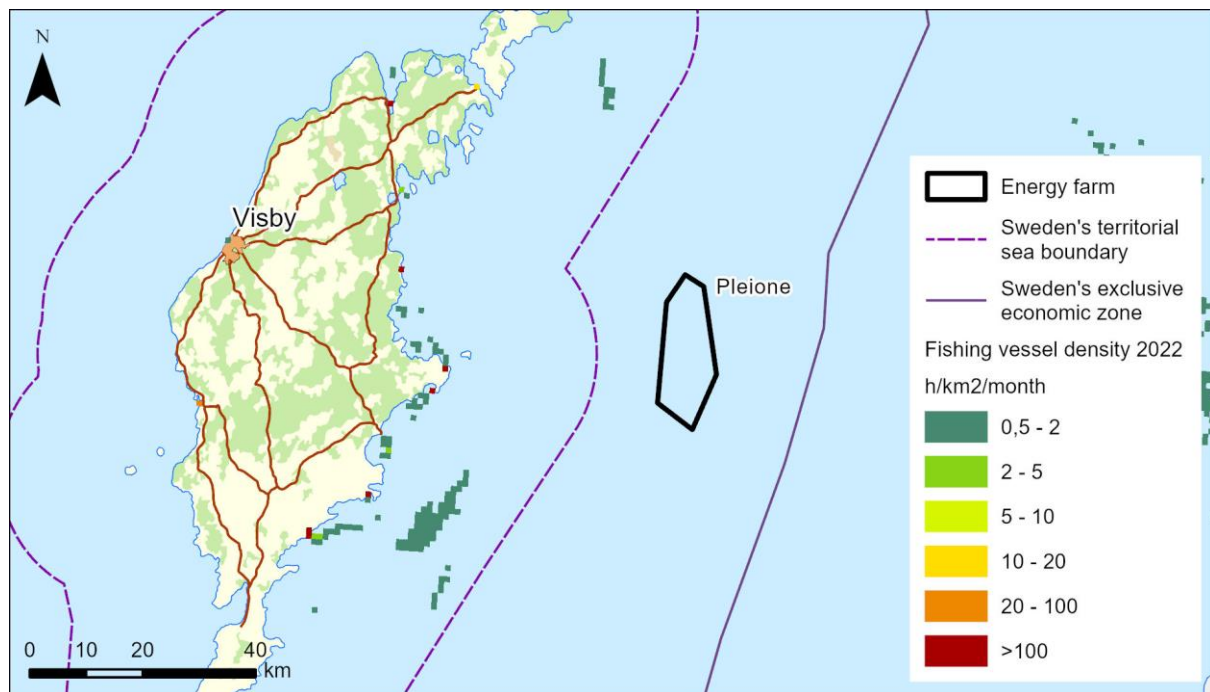 N
Visby
Pleione
Energy farm
Sweden's territorial
sea boundary
Sweden's exclusive
economic zone
Fishing vessel density 2022
h/km2/month
0,5 - 2
2 - 5
5 - 10
10 - 20
20 - 100
>100
0 10 20 40
km